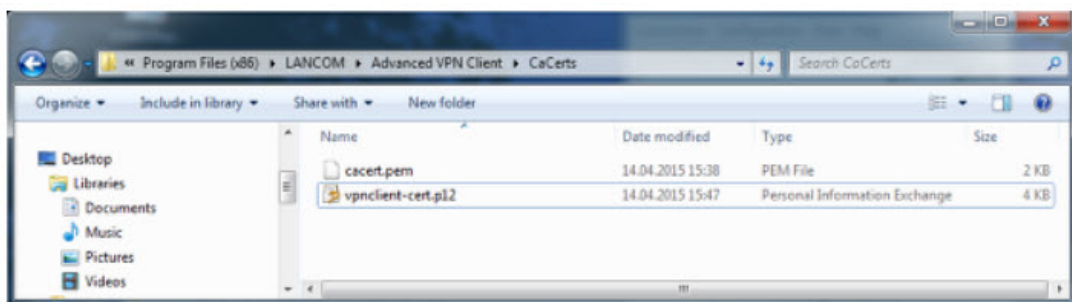 « Program Files (x86) ▸ LANCOM ▸ Advanced VPN Client ▸ CaCerts
Search CaCerts
Organize ▾ Include in library ▾ Share with ▾ New folder
Name Date modified Type Size
Desktop
cacert.pem 14.04.2015 15:38 PEM File 2 KB
Libraries
vpnclient-cert.p12 14.04.2015 15:47 Personal Information Exchange 4 KB
Documents
Music
Pictures
Videos